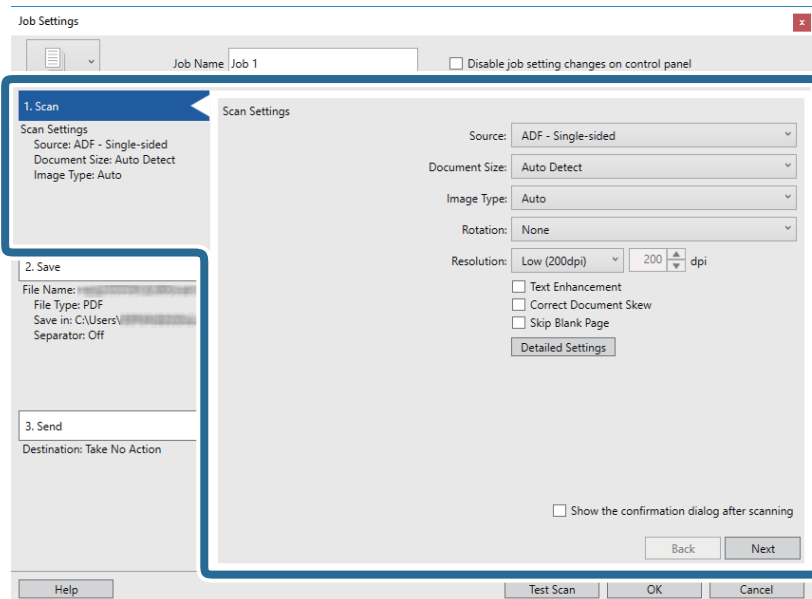 Job Settings
x
Job Name Job 1
Disable job setting changes on control panel
1. Scan
Scan Settings
Source: ADF - Single-sided
Document Size: Auto Detect
Image Type: Auto
2. Save
File Name:
File Type: PDF
Save in: C:\Users\
Separator: Off
3. Send
Destination: Take No Action
Scan Settings
Source: ADF - Single-sided
Document Size: Auto Detect
Image Type: Auto
Rotation: None
Resolution: Low (200dpi) 200 dpi
Text Enhancement
Correct Document Skew
Skip Blank Page
Detailed Settings
Show the confirmation dialog after scanning
Back Next
Help Test Scan OK Cancel